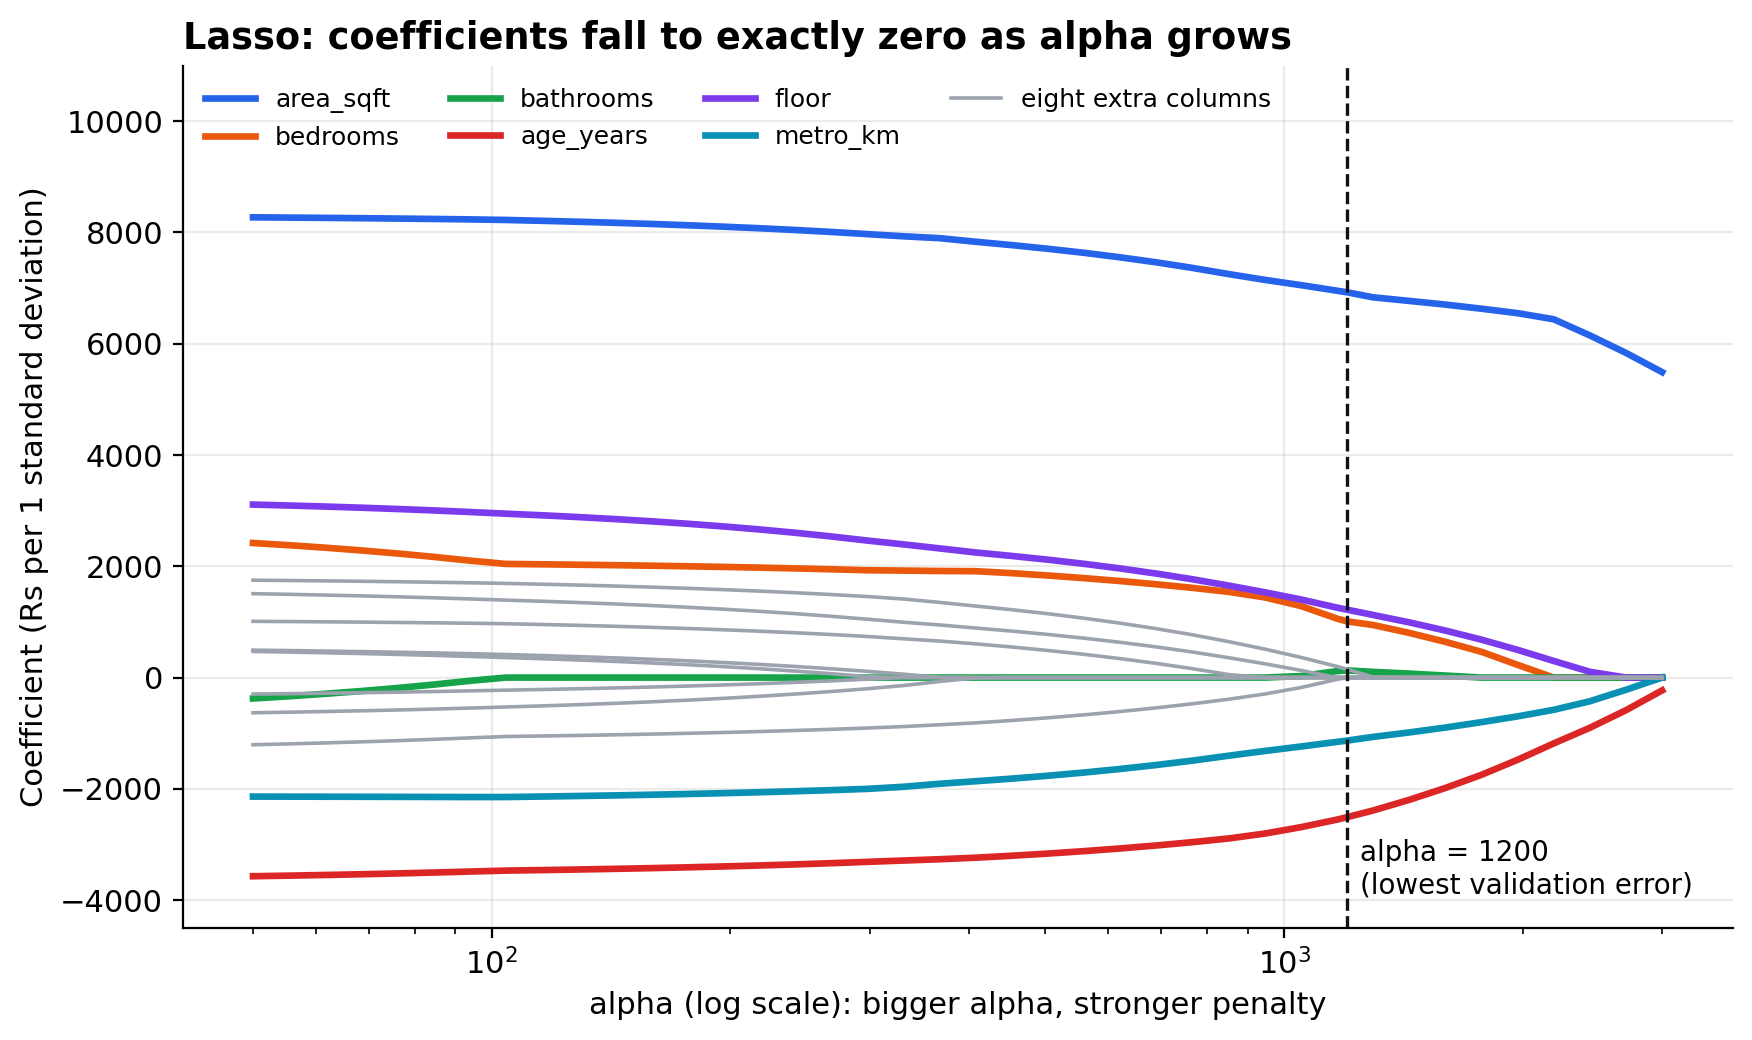 Lasso: coefficients fall to exactly zero as alpha grows
area_sqft
bedrooms
bathrooms
age_years
floor
metro_km
eight extra columns
Coefficient (Rs per 1 standard deviation)
10000
8000
6000
4000
2000
0
−2000
−4000
alpha = 1200
(lowest validation error)
10²
10³
alpha (log scale): bigger alpha, stronger penalty